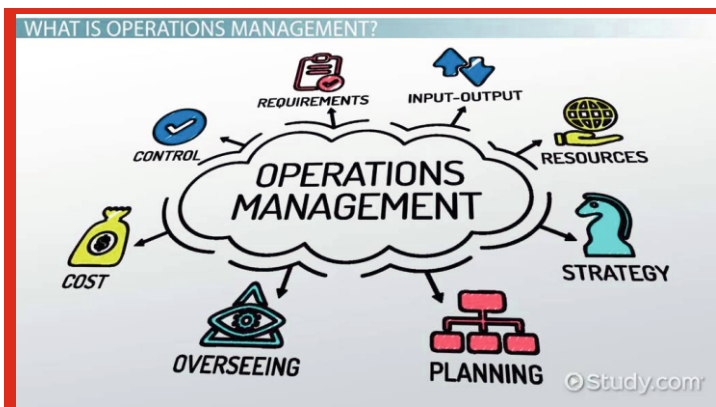 WHAT IS OPERATIONS MANAGEMENT?
REQUIREMENTS
INPUT-OUTPUT
CONTROL
RESOURCES
OPERATIONS
MANAGEMENT
COST
STRATEGY
OVERSEEING
PLANNING
Study.com